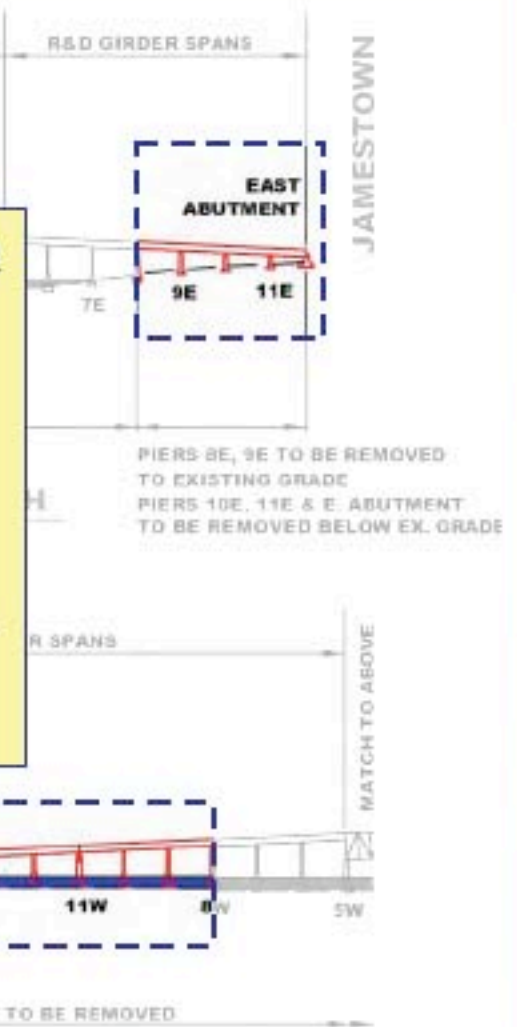 R&D GIRDER SPANS
JAMESTOWN
EAST
ABUTMENT
7E
9E
11E
PIERS 8E, 9E TO BE REMOVED
TO EXISTING GRADE
PIERS 10E, 11E & E. ABUTMENT
TO BE REMOVED BELOW EX. GRADE
H
R SPANS
MATCH TO ABOVE
11W
8W
5W
TO BE REMOVED